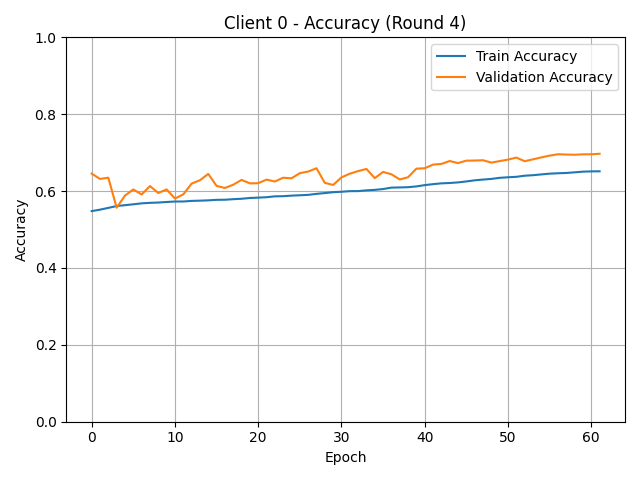 Client 0 - Accuracy (Round 4)
Train Accuracy
Validation Accuracy
Accuracy
1.0
0.8
0.6
0.4
0.2
0.0
0 10 20 30 40 50 60
Epoch